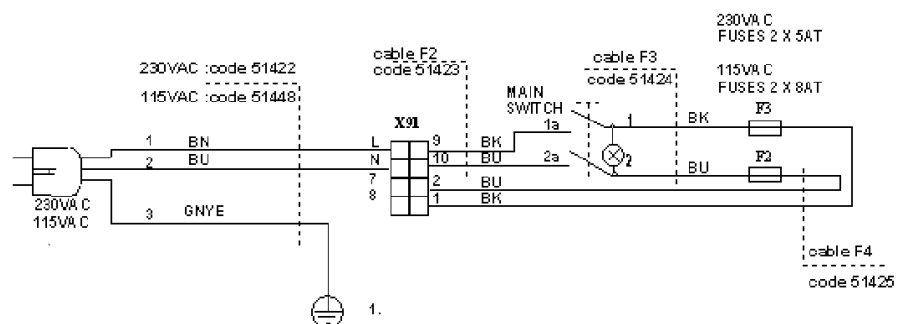 230VAC
FUSES 2 X 5AT
115VAC
FUSES 2 X 8AT
230VAC :code 51422
115VAC :code 51448
cable F2
code 51423
cable F3
code 51424
MAIN
SWITCH
X91
F3
1 BN L 9 BK 1a 1 BK
2 BU N 10 BU 2a 2 BU F2
7 2 BU
8 1 BK
230VAC
115VAC
3 GNYE
cable F4
code 51425
1.